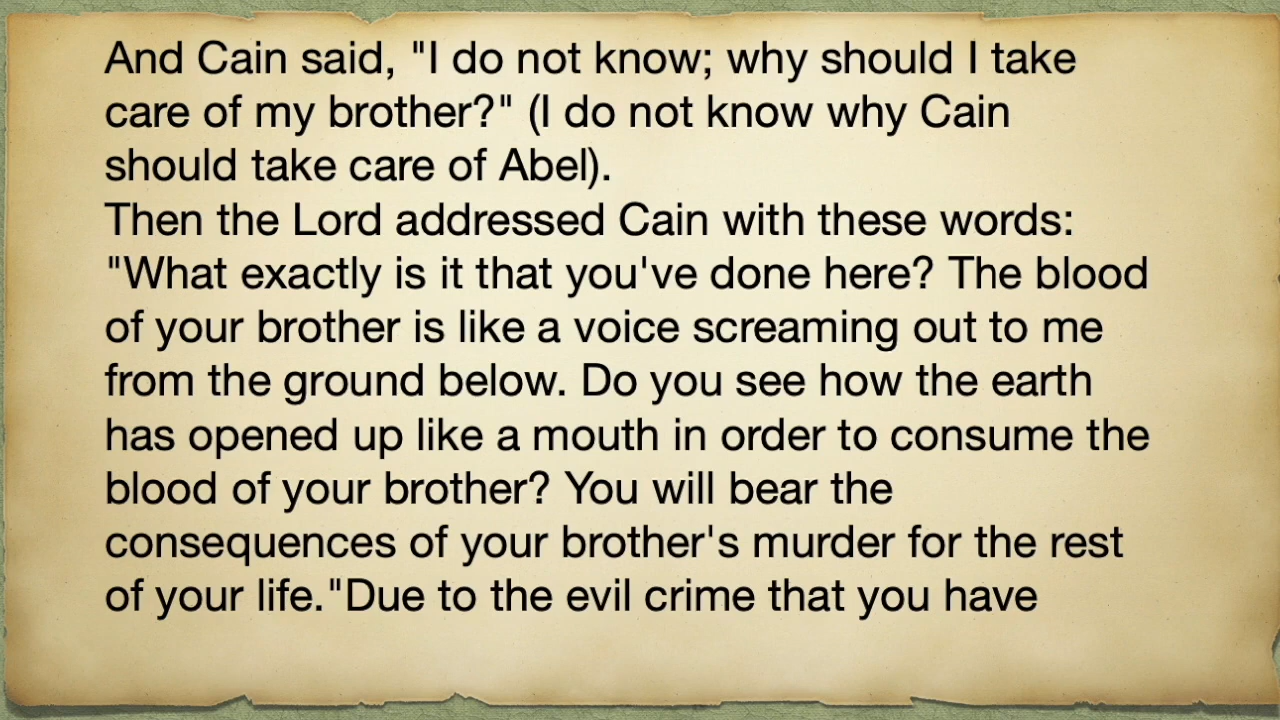 And Cain said, "I do not know; why should I take
care of my brother?" (I do not know why Cain
should take care of Abel).
Then the Lord addressed Cain with these words:
"What exactly is it that you've done here? The blood
of your brother is like a voice screaming out to me
from the ground below. Do you see how the earth
has opened up like a mouth in order to consume the
blood of your brother? You will bear the
consequences of your brother's murder for the rest
of your life."Due to the evil crime that you have